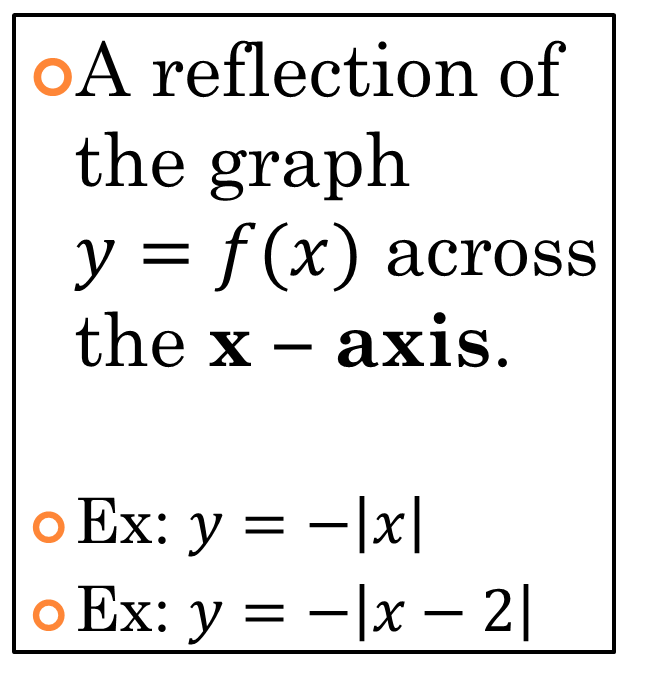 A reflection of
the graph
y = f(x) across
the x – axis.
Ex: y = −|x|
Ex: y = −|x − 2|